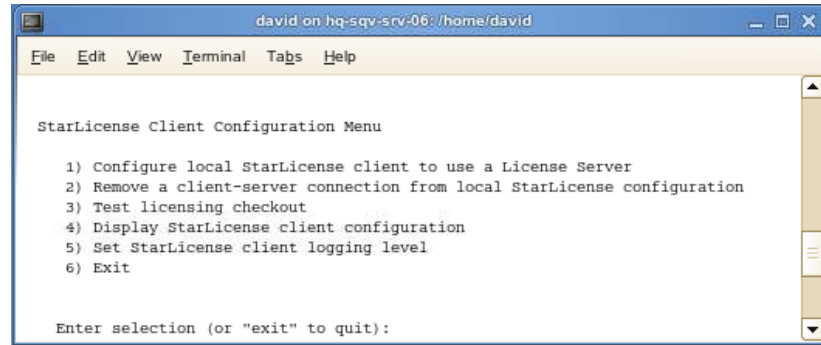 david on hq-sqv-srv-06: /home/david
File Edit View Terminal Tabs Help
StarLicense Client Configuration Menu
1) Configure local StarLicense client to use a License Server
2) Remove a client-server connection from local StarLicense configuration
3) Test licensing checkout
4) Display StarLicense client configuration
5) Set StarLicense client logging level
6) Exit
Enter selection (or "exit" to quit):